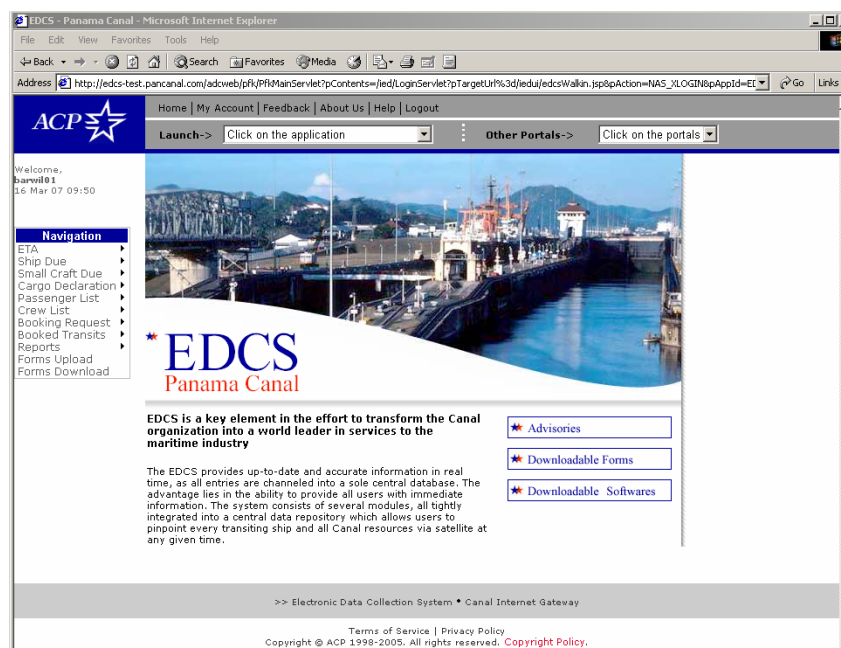 EDCS - Panama Canal - Microsoft Internet Explorer
File Edit View Favorites Tools Help
Back Search Favorites Media
Address http://edcs-test.pancanal.com/adcweb/pfk/PfkMainServlet?pContents=/ied/LoginServlet?pTargetUrl%3d/iedui/edcsWalkin.jsp&pAction=NAS_XLOGIN&pAppId=ED Go Links
ACP
Home | My Account | Feedback | About Us | Help | Logout
Launch-> Click on the application Other Portals-> Click on the portals
Welcome,
barwil01
16 Mar 07 09:50
Navigation
ETA
Ship Due
Small Craft Due
Cargo Declaration
Passenger List
Crew List
Booking Request
Booked Transits
Reports
Forms Upload
Forms Download
EDCS
Panama Canal
EDCS is a key element in the effort to transform the Canal
organization into a world leader in services to the
maritime industry
The EDCS provides up-to-date and accurate information in real
time, as all entries are channeled into a sole central database. The
advantage lies in the ability to provide all users with immediate
information. The system consists of several modules, all tightly
integrated into a central data repository which allows users to
pinpoint every transiting ship and all Canal resources via satellite at
any given time.
Advisories
Downloadable Forms
Downloadable Softwares
>> Electronic Data Collection System • Canal Internet Gateway
Terms of Service | Privacy Policy
Copyright © ACP 1998-2005. All rights reserved. Copyright Policy.